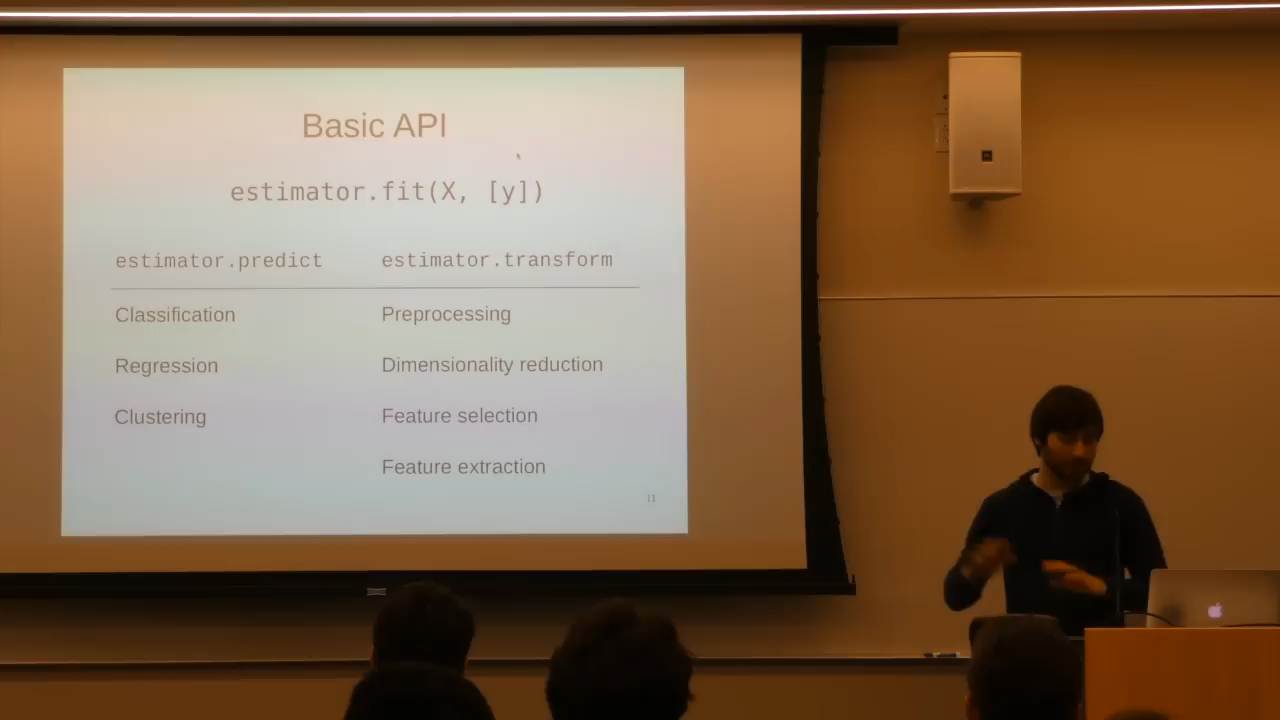 Basic API
estimator.fit(X, [y])
estimator.predict estimator.transform
Classification Preprocessing
Regression Dimensionality reduction
Clustering Feature selection
Feature extraction
11